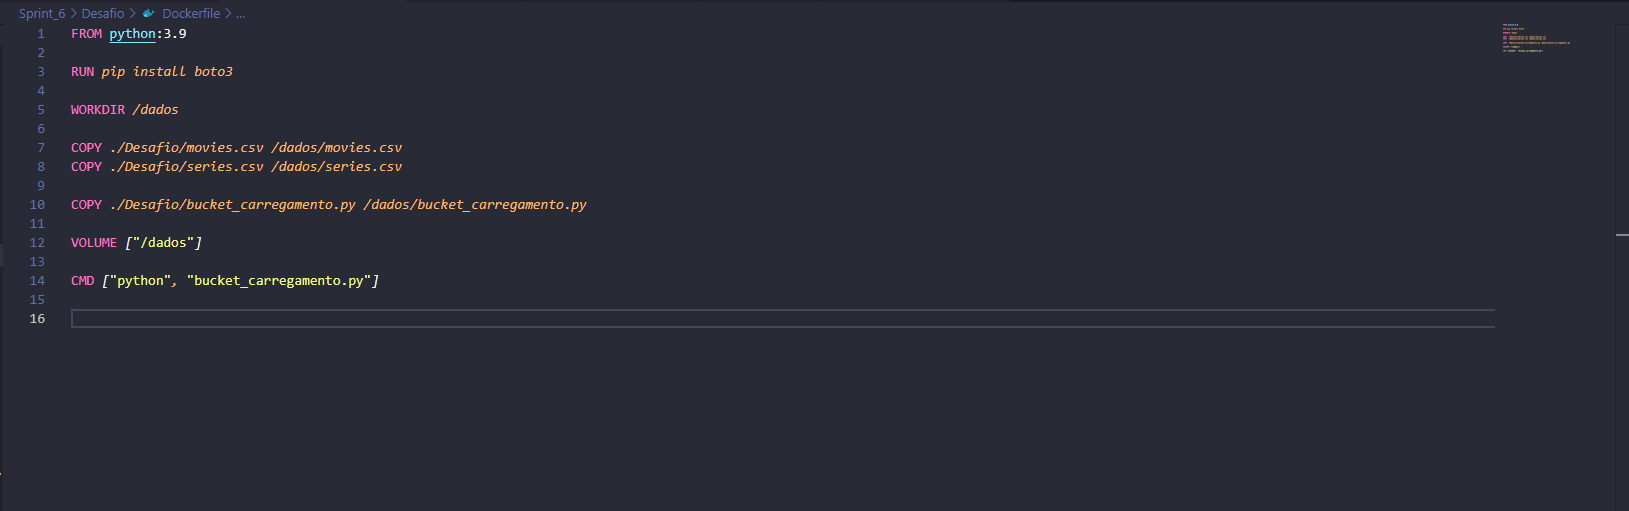 Sprint_6 > Desafio > Dockerfile > ...
1 FROM python:3.9
2
3 RUN pip install boto3
4
5 WORKDIR /dados
6
7 COPY ./Desafio/movies.csv /dados/movies.csv
8 COPY ./Desafio/series.csv /dados/series.csv
9
10 COPY ./Desafio/bucket_carregamento.py /dados/bucket_carregamento.py
11
12 VOLUME ["/dados"]
13
14 CMD ["python", "bucket_carregamento.py"]
15
16